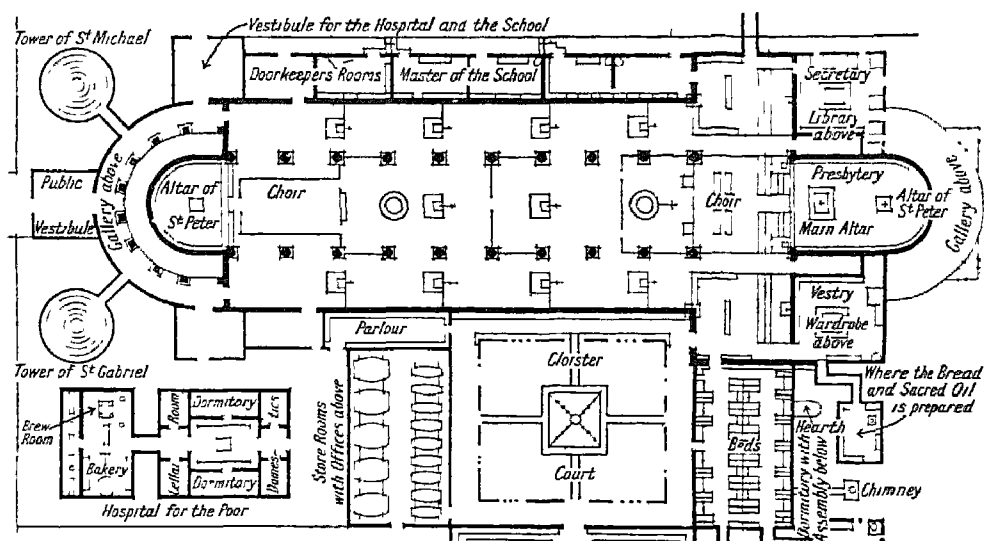 Vestibule for the Hospital and the School
Tower of St Michael
Doorkeepers Rooms
Master of the School
Secretary
Library
above
Public
Vestibule
Gallery above
Altar of
St Peter
Choir
Choir
Presbytery
Main Altar
Altar of
St Peter
Gallery above
Vestry
Wardrobe
above
Parlour
Tower of St Gabriel
Cloister
Court
Where the Bread
and Sacred Oil
is prepared
Brew
Room
Bakery
Room
Cellar
Dormitory
Dormitory
Domes-
tics
Hospital for the Poor
Store Rooms
with Offices above
Beds
Hearth
Dormitory with
Assembly below
Chimney